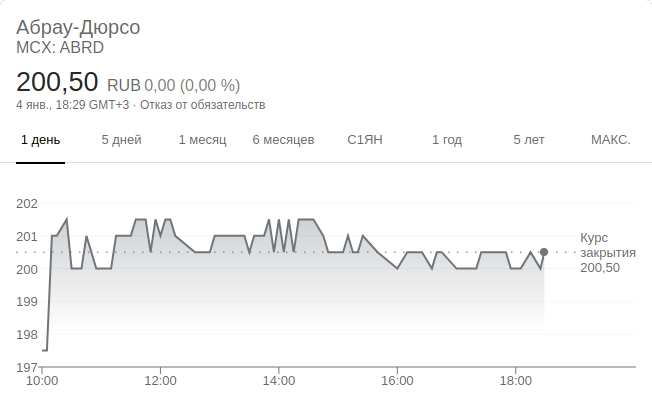 Абрау-Дюрсо
MCX: ABRD
200,50 RUB 0,00 (0,00 %)
4 янв., 18:29 GMT+3 · Отказ от обязательств
1 день 5 дней 1 месяц 6 месяцев С1ЯН 1 год 5 лет МАКС.
202
201
200
199
198
197
Курс
закрытия
200,50
10:00 12:00 14:00 16:00 18:00